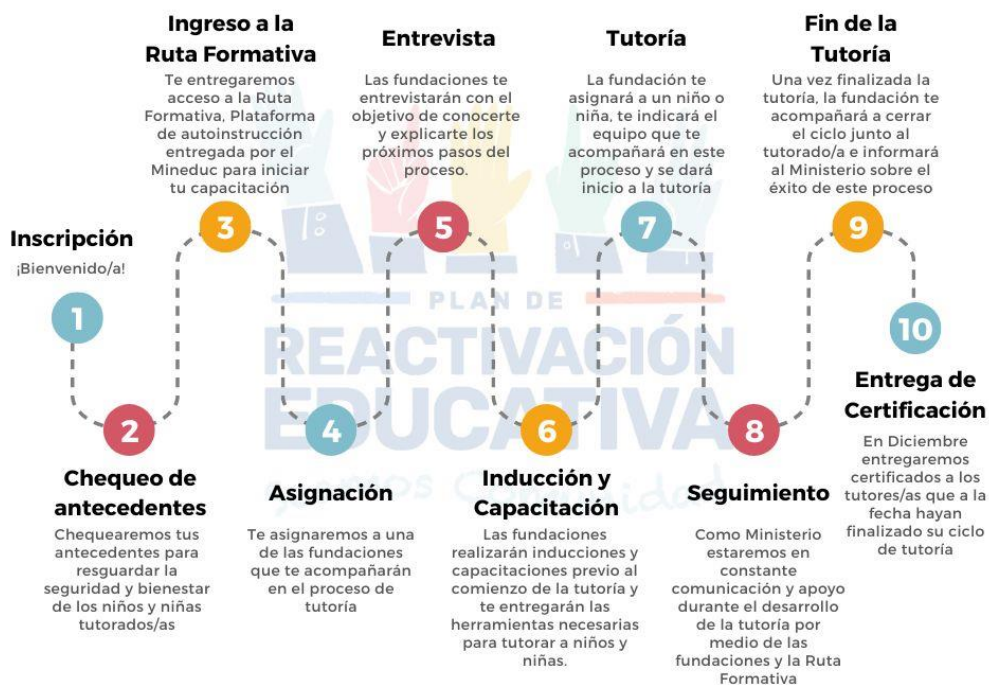 Inscripción
¡Bienvenido/a!
1
2
Chequeo de
antecedentes
Chequearemos tus
antecedentes para
resguardar la
seguridad y bienestar
de los niños y niñas
tutorados/as
Ingreso a la
Ruta Formativa
Te entregaremos
acceso a la Ruta
Formativa, Plataforma
de autoinstrucción
entregada por el
Mineduc para iniciar
tu capacitación
3
4
Asignación
Te asignaremos a una
de las fundaciones
que te acompañarán
en el proceso de
tutoría
Entrevista
Las fundaciones te
entrevistarán con el
objetivo de conocerte
y explicarte los
próximos pasos del
proceso.
5
6
Inducción y
Capacitación
Las fundaciones
realizarán inducciones y
capacitaciones previo al
comienzo de la tutoría y
te entregarán las
herramientas necesarias
para tutorar a niños y
niñas.
Tutoría
La fundación te
asignará a un niño o
niña, te indicará el
equipo que te
acompañará en este
proceso y se dará
inicio a la tutoría
7
8
Seguimiento
Como Ministerio
estaremos en
constante
comunicación y apoyo
durante el desarrollo
de la tutoría por
medio de las
fundaciones y la Ruta
Formativa
Fin de la
Tutoría
Una vez finalizada la
tutoría, la fundación te
acompañará a cerrar
el ciclo junto al
tutorado/a e informará
al Ministerio sobre el
éxito de este proceso
9
10
Entrega de
Certificación
En Diciembre
entregaremos
certificados a los
tutores/as que a la
fecha hayan
finalizado su ciclo
de tutoría
PLAN DE
REACTIVACIÓN
EDUCATIVA